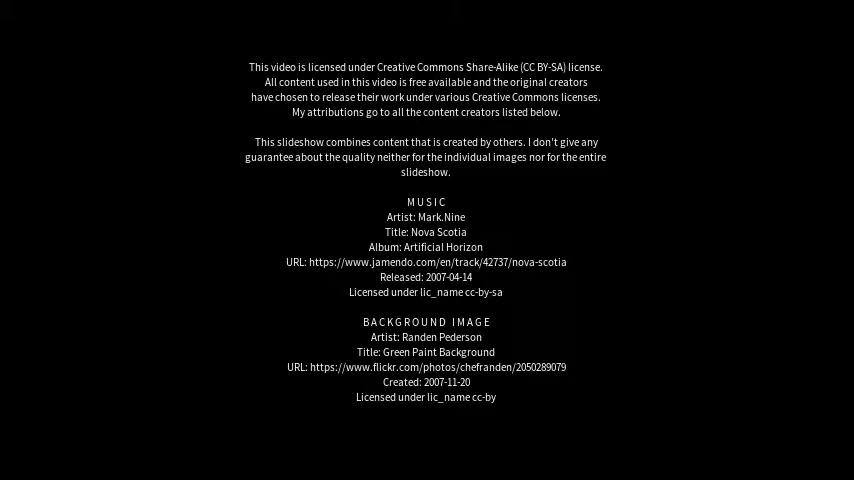 This video is licensed under Creative Commons Share-Alike (CC BY-SA) license.
All content used in this video is free available and the original creators
have chosen to release their work under various Creative Commons licenses.
My attributions go to all the content creators listed below.
This slideshow combines content that is created by others. I don't give any
guarantee about the quality neither for the individual images nor for the entire
slideshow.
MUSIC
Artist: Mark.Nine
Title: Nova Scotia
Album: Artificial Horizon
URL: https://www.jamendo.com/en/track/42737/nova-scotia
Released: 2007-04-14
Licensed under lic_name cc-by-sa
BACKGROUND IMAGE
Artist: Randen Pederson
Title: Green Paint Background
URL: https://www.flickr.com/photos/chefranden/2050289079
Created: 2007-11-20
Licensed under lic_name cc-by